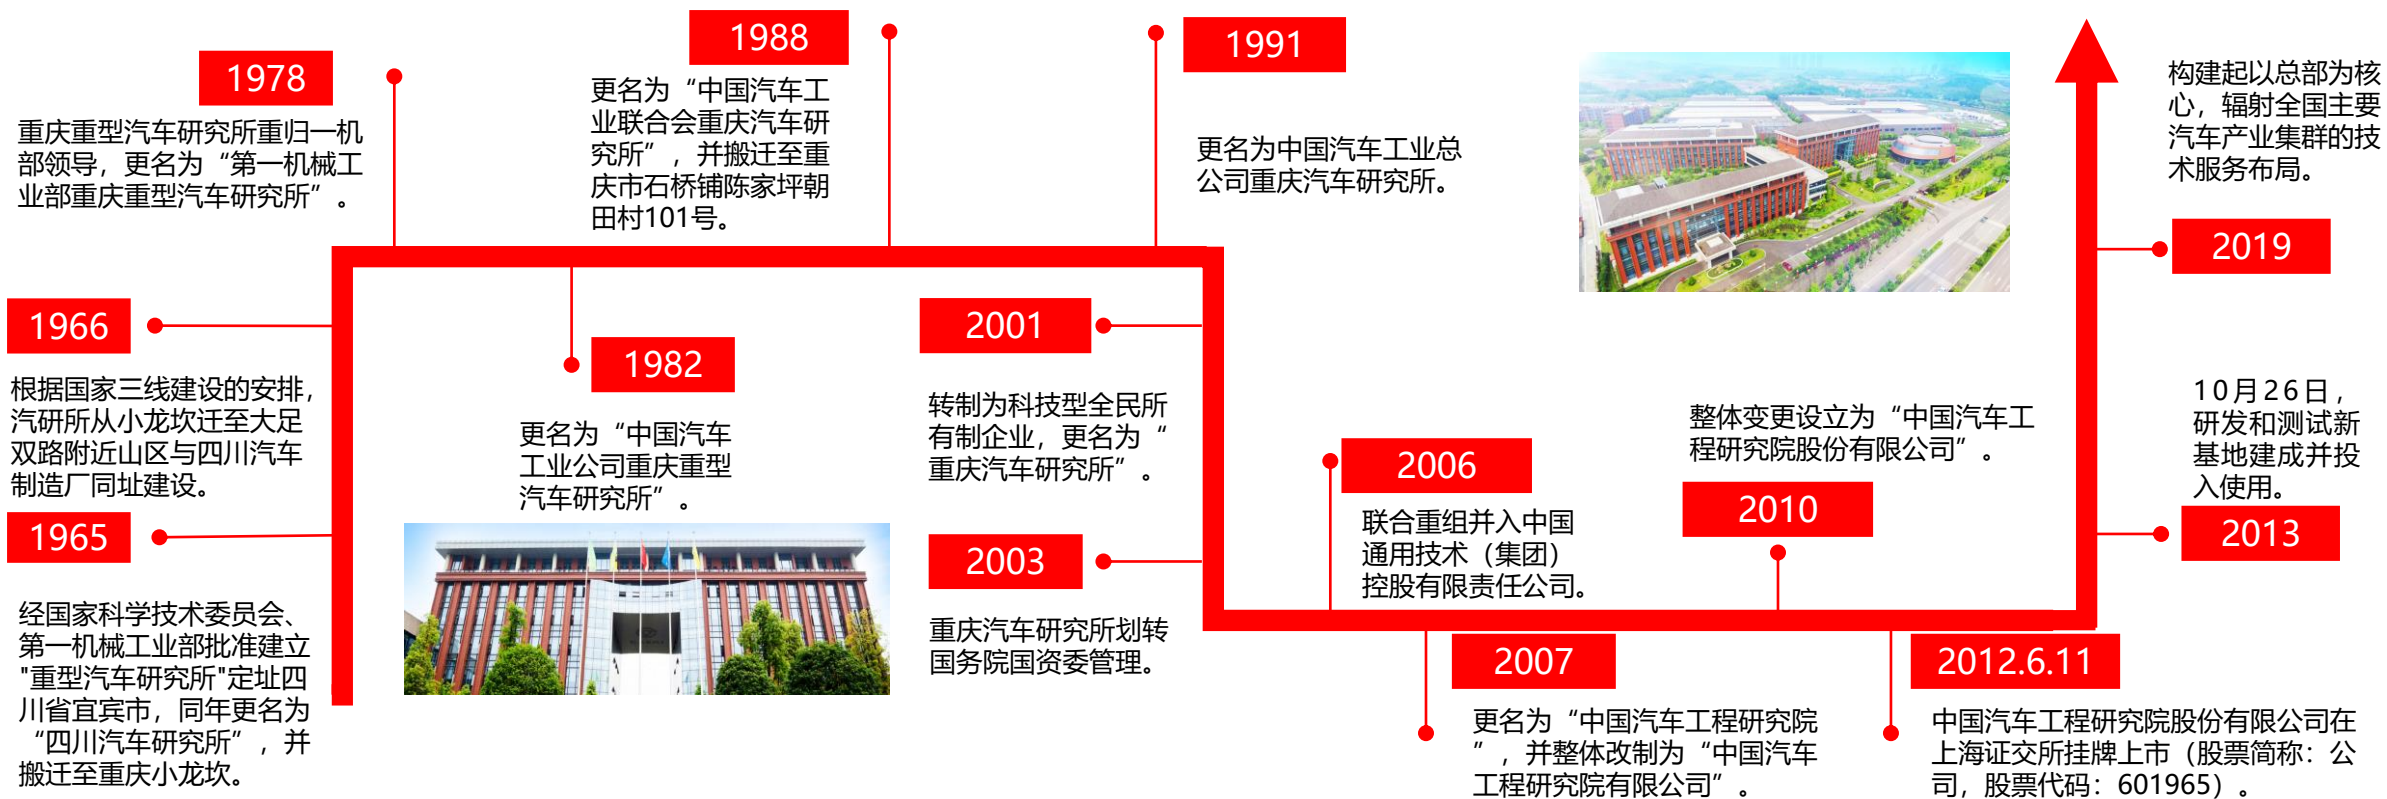 1965
经国家科学技术委员会、
第一机械工业部批准建立
"重型汽车研究所"定址四
川省宜宾市，同年更名为
“四川汽车研究所”，并
搬迁至重庆小龙坎。
1966
根据国家三线建设的安排，
汽研所从小龙坎迁至大足
双路附近山区与四川汽车
制造厂同址建设。
1978
重庆重型汽车研究所重归一机
部领导，更名为“第一机械工
业部重庆重型汽车研究所”。
1982
更名为“中国汽车
工业公司重庆重型
汽车研究所”。
1988
更名为“中国汽车工
业联合会重庆汽车研
究所”，并搬迁至重
庆市石桥铺陈家坪朝
田村101号。
1991
更名为中国汽车工业总
公司重庆汽车研究所。
2001
转制为科技型全民所
有制企业，更名为“
重庆汽车研究所”。
2003
重庆汽车研究所划转
国务院国资委管理。
2006
联合重组并入中国
通用技术（集团）
控股有限责任公司。
2007
更名为“中国汽车工程研究院
”，并整体改制为“中国汽车
工程研究院有限公司”。
整体变更设立为“中国汽车工
程研究院股份有限公司”。
2010
2012.6.11
中国汽车工程研究院股份有限公司在
上海证交所挂牌上市（股票简称：公
司，股票代码：601965）。
10月26日，
研发和测试新
基地建成并投
入使用。
2013
构建起以总部为核
心，辐射全国主要
汽车产业集群的技
术服务布局。
2019